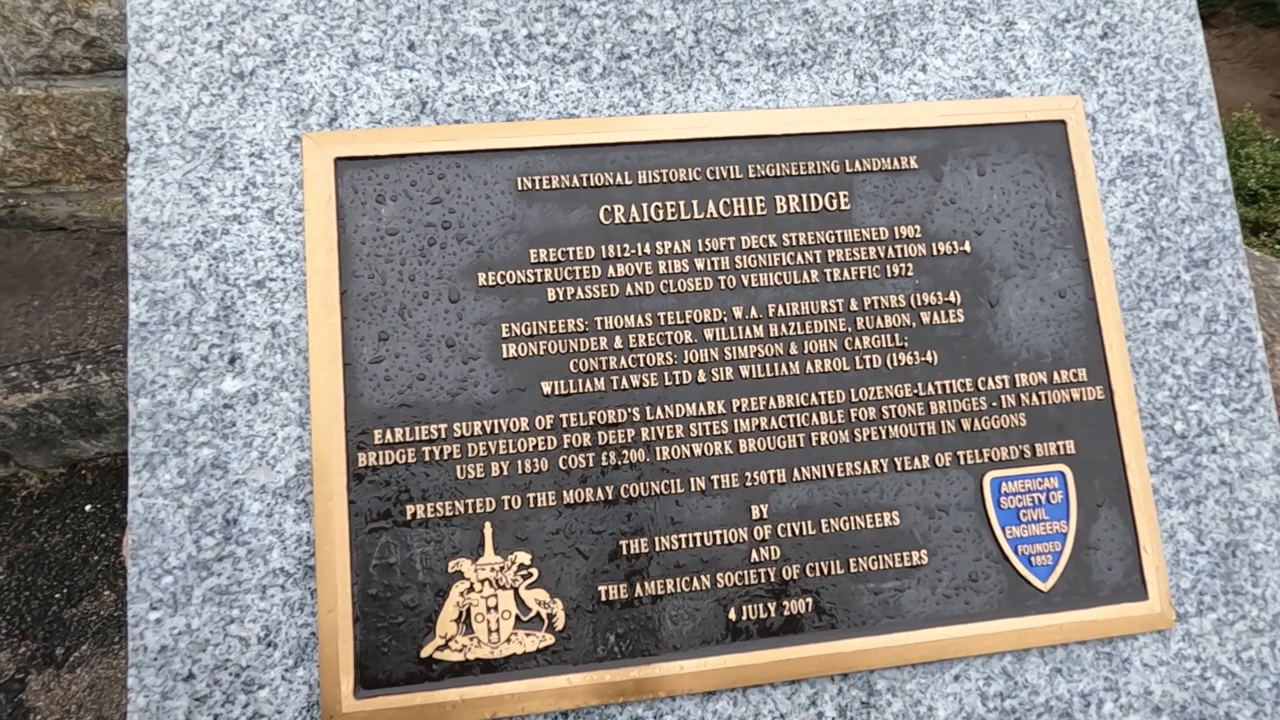 INTERNATIONAL HISTORIC CIVIL ENGINEERING LANDMARK
CRAIGELLACHIE BRIDGE
ERECTED 1812-14 SPAN 150FT DECK STRENGTHENED 1902
RECONSTRUCTED ABOVE RIBS WITH SIGNIFICANT PRESERVATION 1963-4
BYPASSED AND CLOSED TO VEHICULAR TRAFFIC 1972
ENGINEERS: THOMAS TELFORD; W.A. FAIRHURST & PTNRS (1963-4)
IRONFOUNDER & ERECTOR. WILLIAM HAZLEDINE, RUABON, WALES
CONTRACTORS: JOHN SIMPSON & JOHN CARGILL;
WILLIAM TAWSE LTD & SIR WILLIAM ARROL LTD (1963-4)
EARLIEST SURVIVOR OF TELFORD'S LANDMARK PREFABRICATED LOZENGE-LATTICE CAST IRON ARCH
BRIDGE TYPE DEVELOPED FOR DEEP RIVER SITES IMPRACTICABLE FOR STONE BRIDGES - IN NATIONWIDE
USE BY 1830 COST £8,200. IRONWORK BROUGHT FROM SPEYMOUTH IN WAGGONS
PRESENTED TO THE MORAY COUNCIL IN THE 250TH ANNIVERSARY YEAR OF TELFORD'S BIRTH
BY
THE INSTITUTION OF CIVIL ENGINEERS
AND
THE AMERICAN SOCIETY OF CIVIL ENGINEERS
4 JULY 2007
AMERICAN
SOCIETY OF
CIVIL
ENGINEERS
FOUNDED
1852